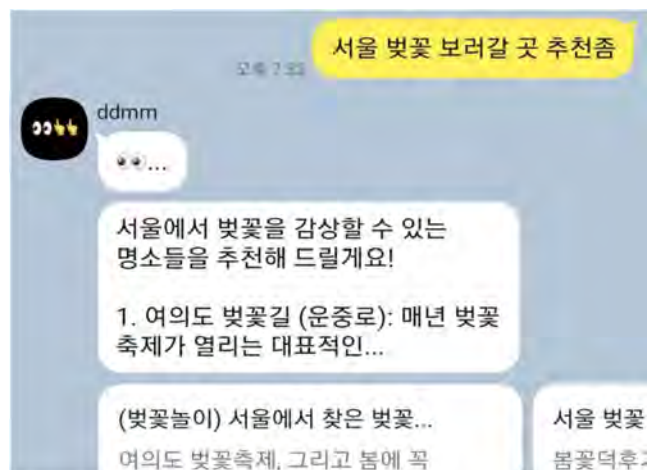 서울 벚꽃 보러갈 곳 추천좀
ddmm
...
서울에서 벚꽃을 감상할 수 있는
명소들을 추천해 드릴게요!
1. 여의도 벚꽃길 (운중로): 매년 벚꽃
축제가 열리는 대표적인...
(벚꽃놀이) 서울에서 찾은 벚꽃...
서울 벚꽃
여의도 벚꽃축제, 그리고 봄에 꼭